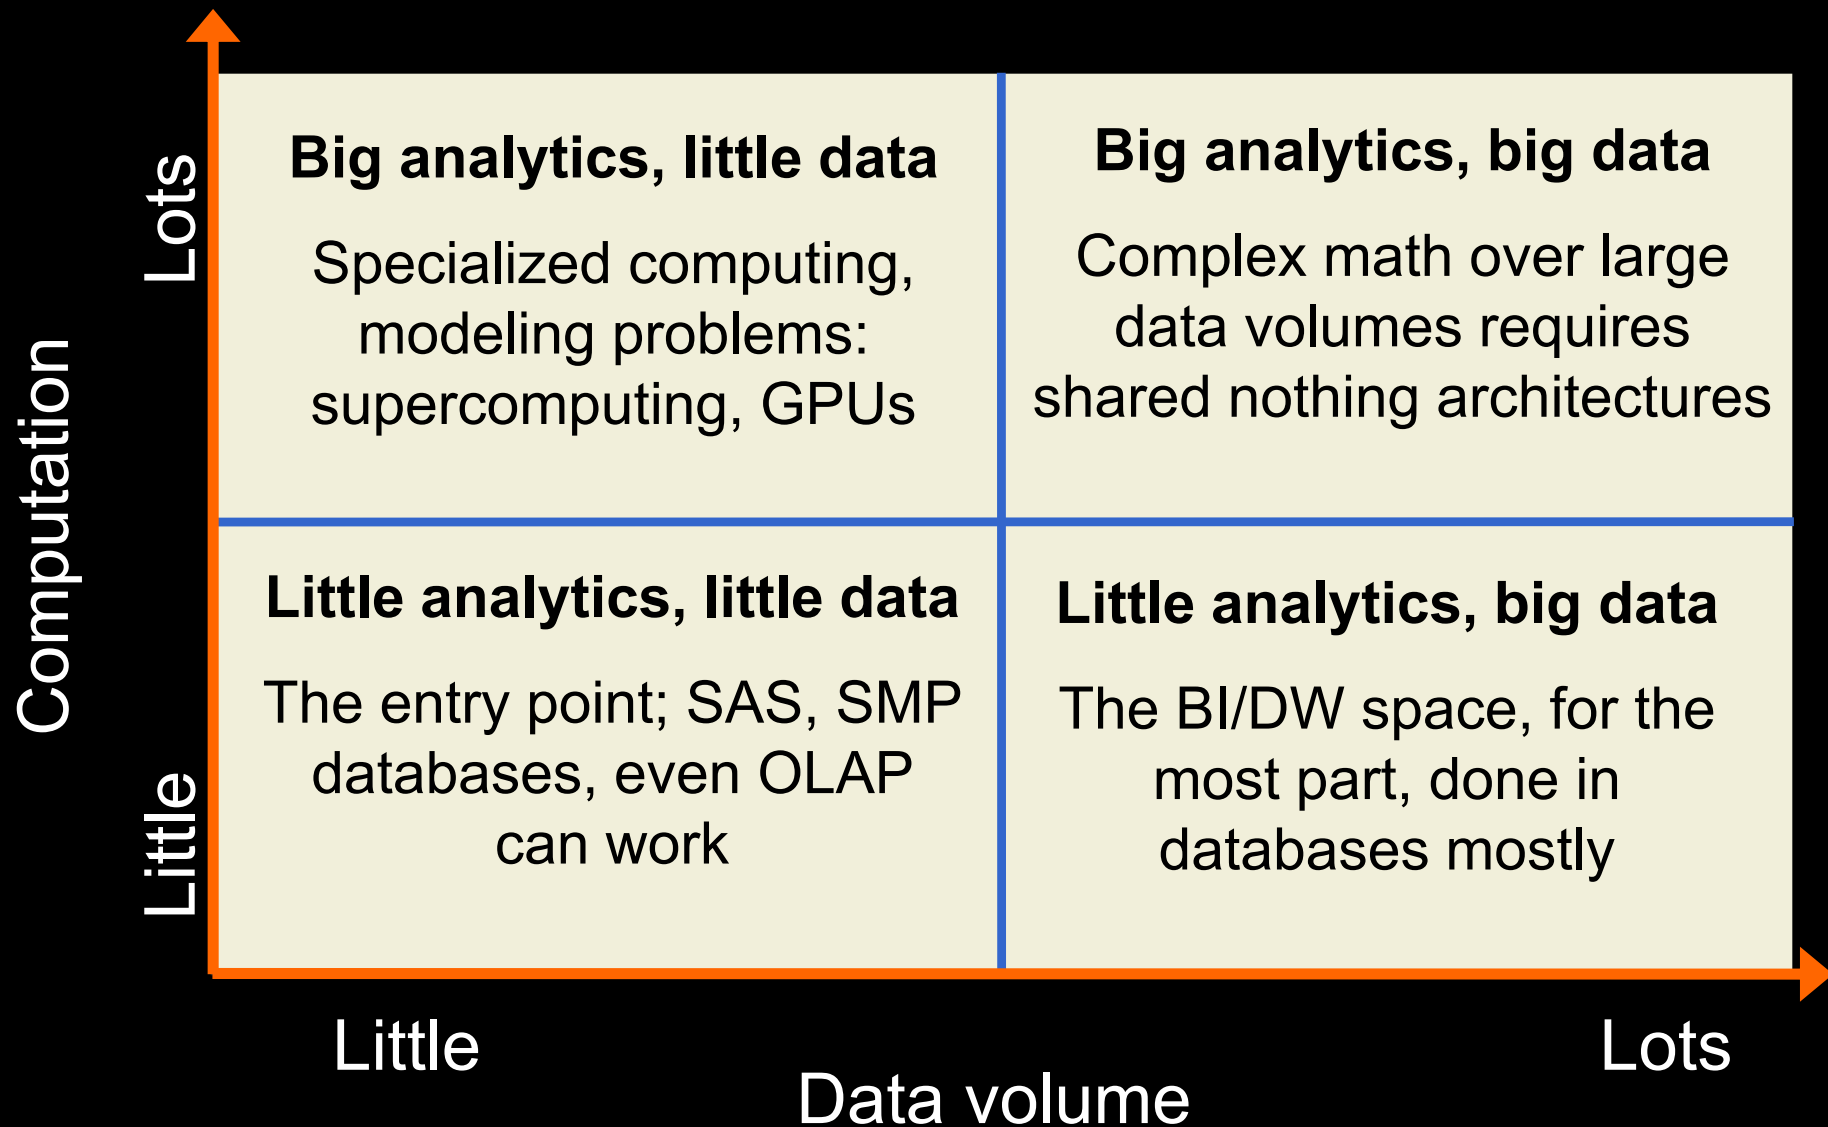 Computation
Lots
Little
Big analytics, little data
Specialized computing,
modeling problems:
supercomputing, GPUs
Big analytics, big data
Complex math over large
data volumes requires
shared nothing architectures
Little analytics, little data
The entry point; SAS, SMP
databases, even OLAP
can work
Little analytics, big data
The BI/DW space, for the
most part, done in
databases mostly
Little
Lots
Data volume